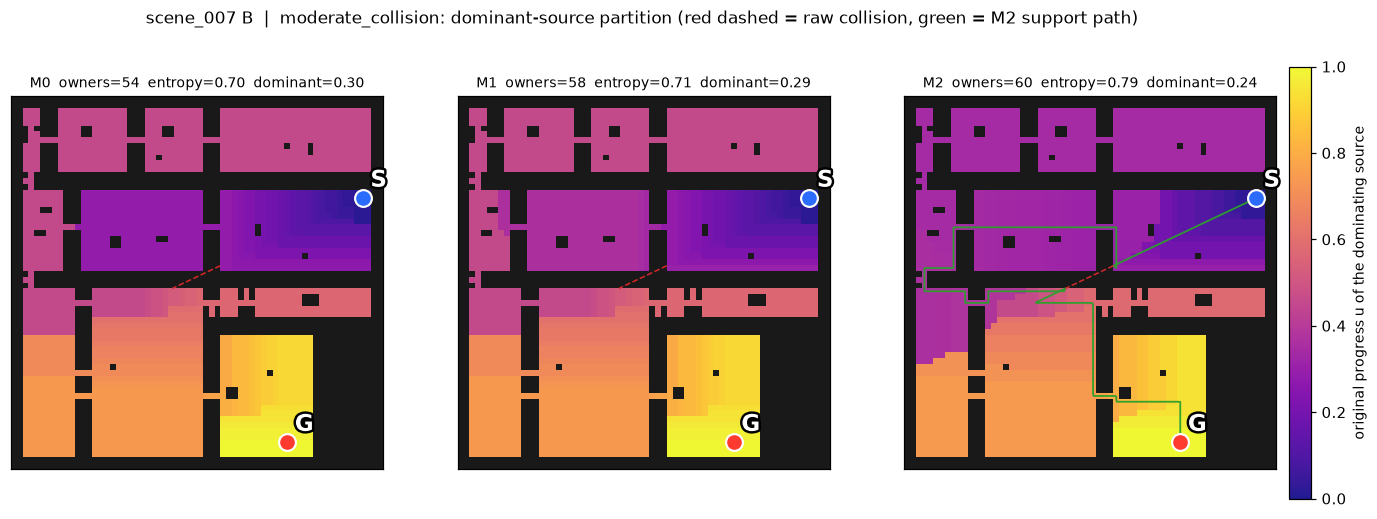 scene_007 B | moderate_collision: dominant-source partition (red dashed = raw collision, green = M2 support path)
M0 owners=54 entropy=0.70 dominant=0.30
M1 owners=58 entropy=0.71 dominant=0.29
M2 owners=60 entropy=0.79 dominant=0.24
S
G
S
G
S
G
1.0
0.8
0.6
0.4
0.2
0.0
original progress u of the dominating source